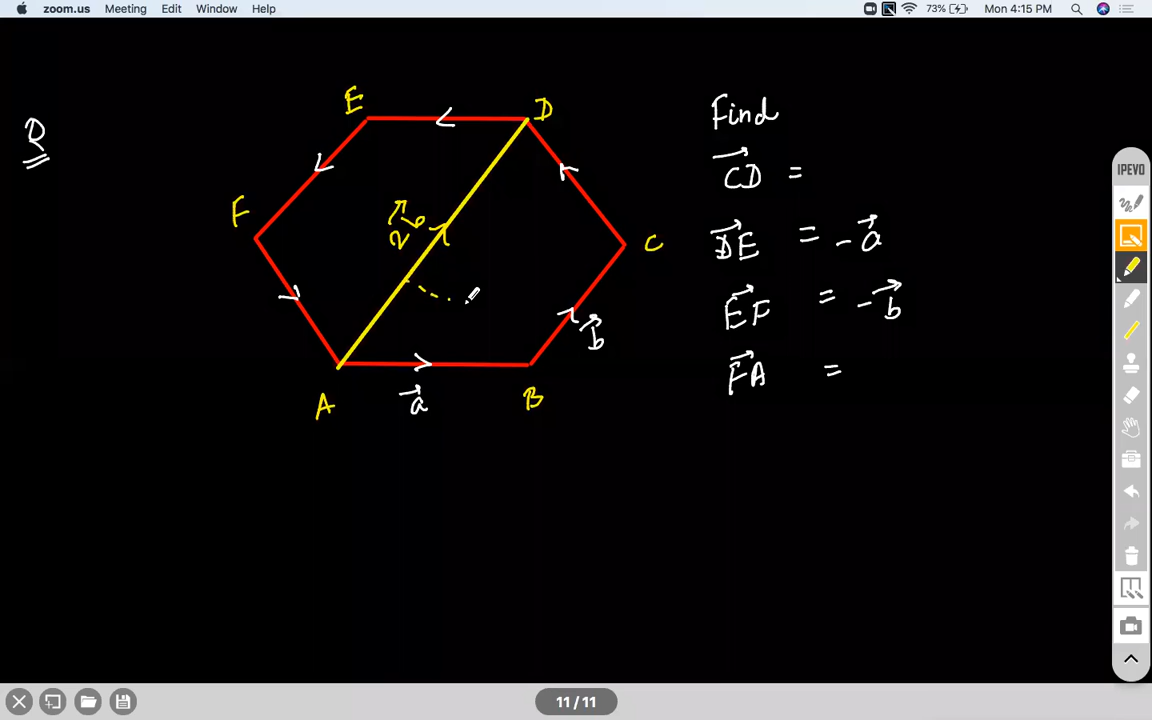 zoom.us Meeting Edit Window Help 73% Mon 4:15 PM
E D
Find
CD⃗ =
F
2b⃗
C
DE⃗ = -a⃗
EF⃗ = -b⃗
b⃗
FA⃗ =
A a⃗ B
IPEVO
11 / 11